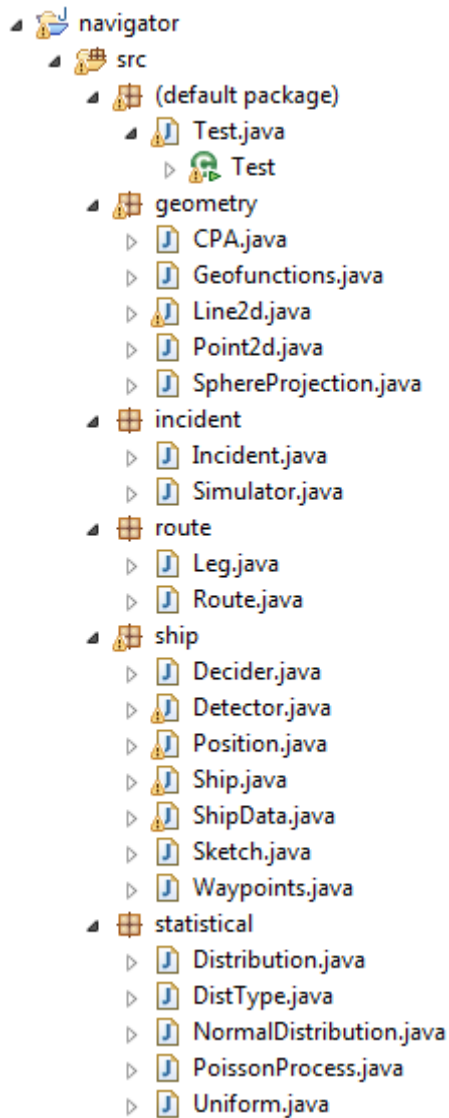 navigator
src
(default package)
Test.java
Test
geometry
CPA.java
Geofunctions.java
Line2d.java
Point2d.java
SphereProjection.java
incident
Incident.java
Simulator.java
route
Leg.java
Route.java
ship
Decider.java
Detector.java
Position.java
Ship.java
ShipData.java
Sketch.java
Waypoints.java
statistical
Distribution.java
DistType.java
NormalDistribution.java
PoissonProcess.java
Uniform.java